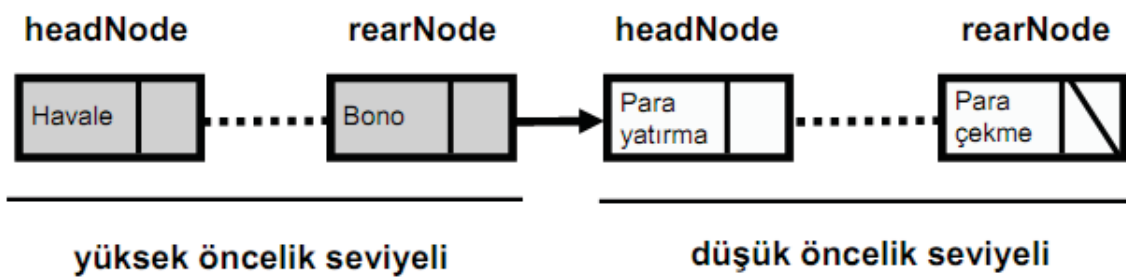 headNode rearNode headNode rearNode
Havale Bono Para yatırma Para çekme
yüksek öncelik seviyeli düşük öncelik seviyeli